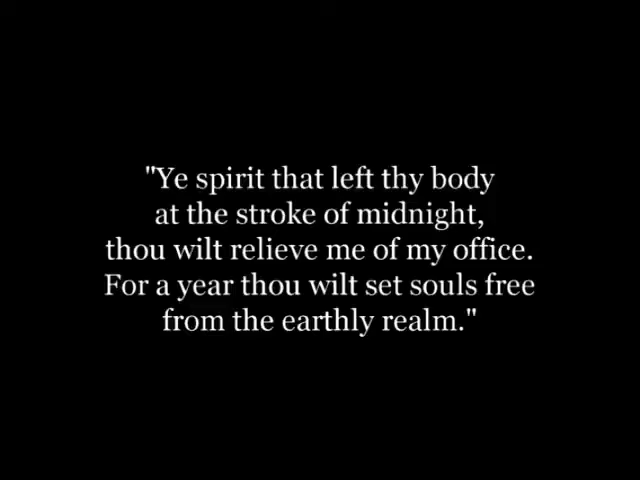 "Ye spirit that left thy body
at the stroke of midnight,
thou wilt relieve me of my office.
For a year thou wilt set souls free
from the earthly realm."